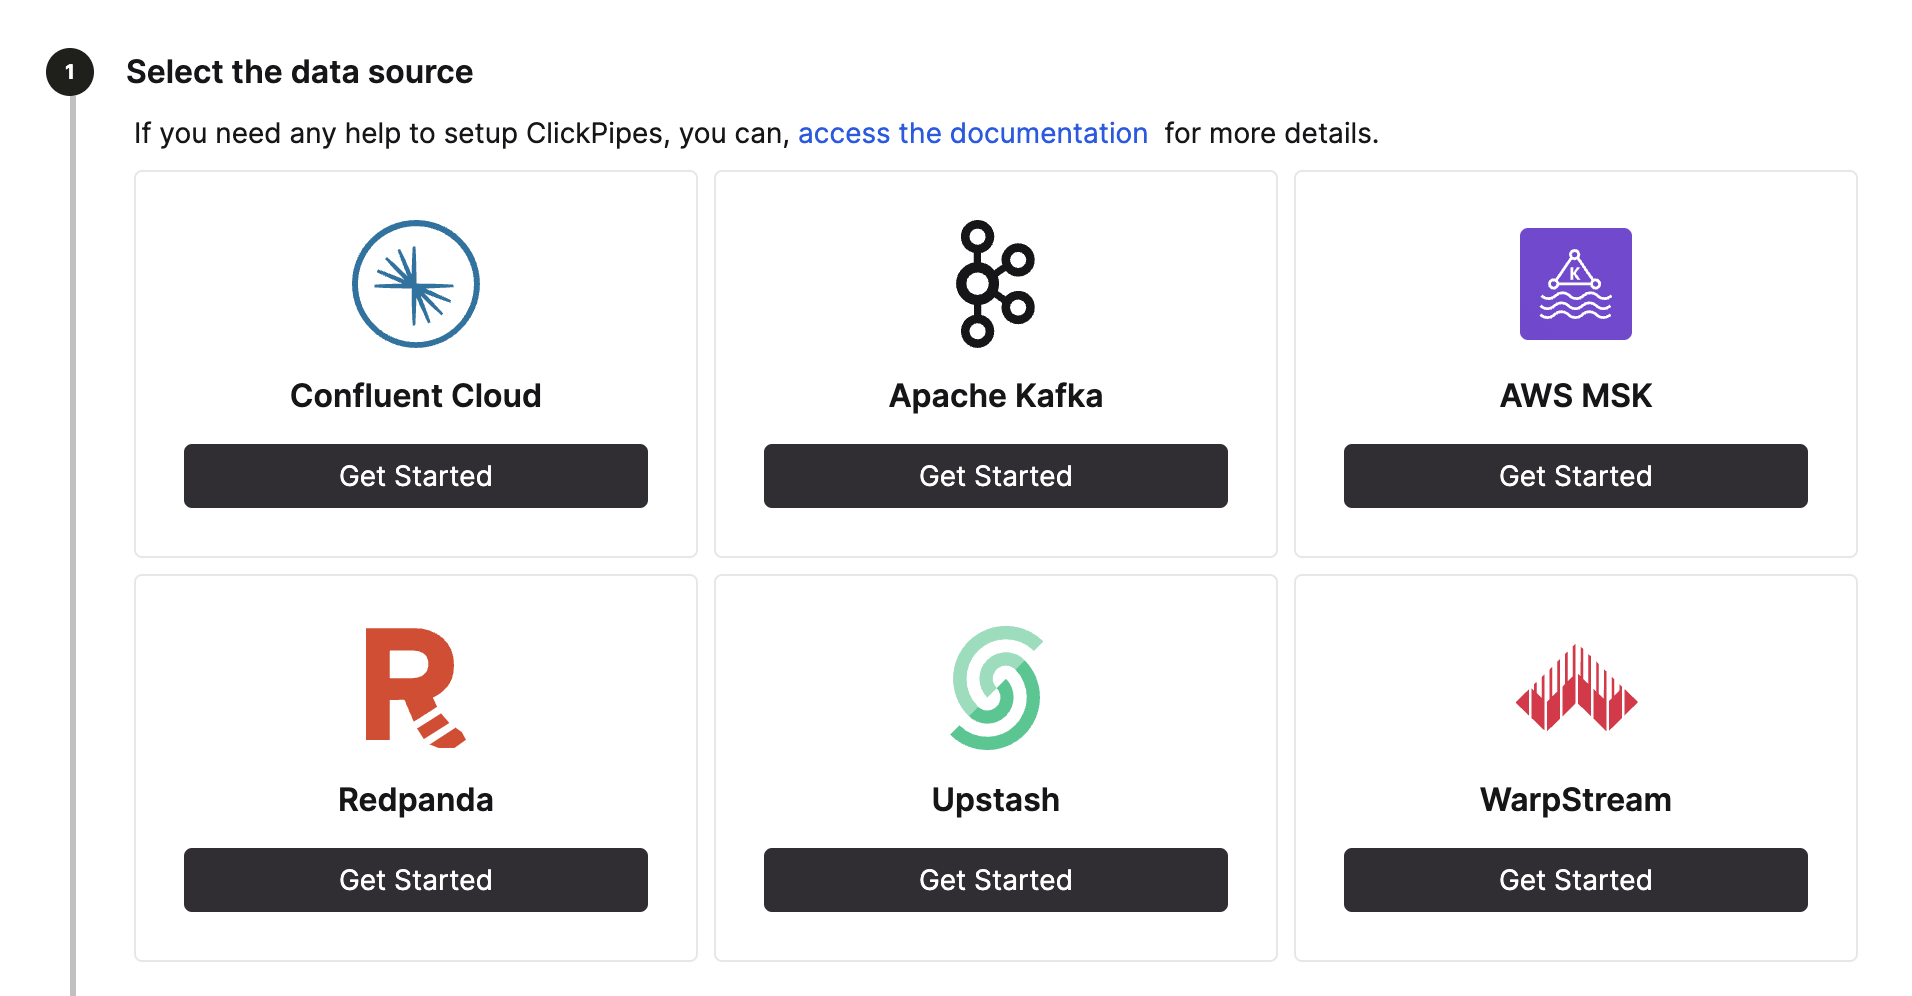 1
Select the data source
If you need any help to setup ClickPipes, you can, access the documentation for more details.
Confluent Cloud
Get Started
Apache Kafka
Get Started
K
AWS MSK
Get Started
Redpanda
Get Started
Upstash
Get Started
WarpStream
Get Started